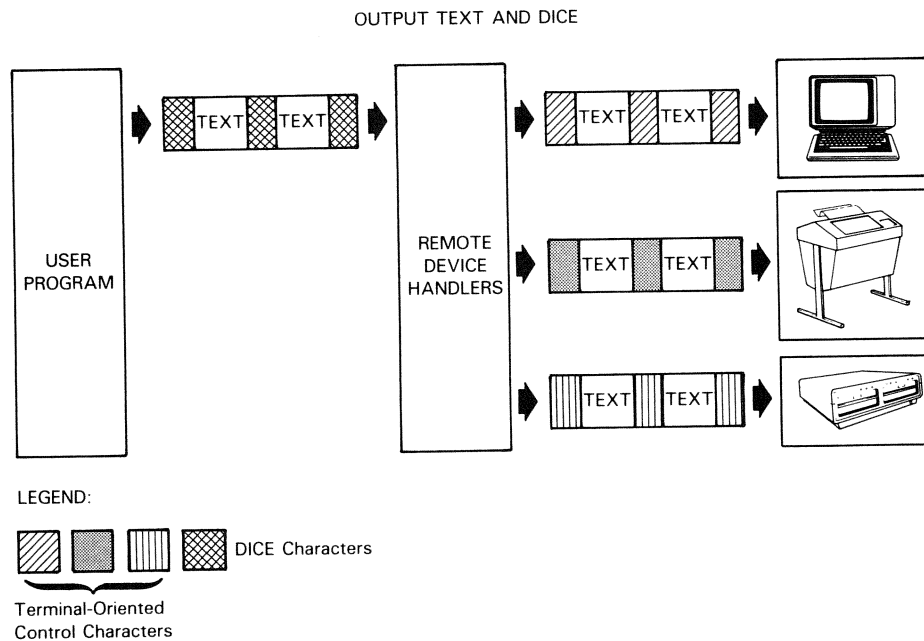 OUTPUT TEXT AND DICE
USER
PROGRAM
TEXT TEXT
REMOTE
DEVICE
HANDLERS
TEXT TEXT
TEXT TEXT
TEXT TEXT
LEGEND:
DICE Characters
Terminal-Oriented
Control Characters